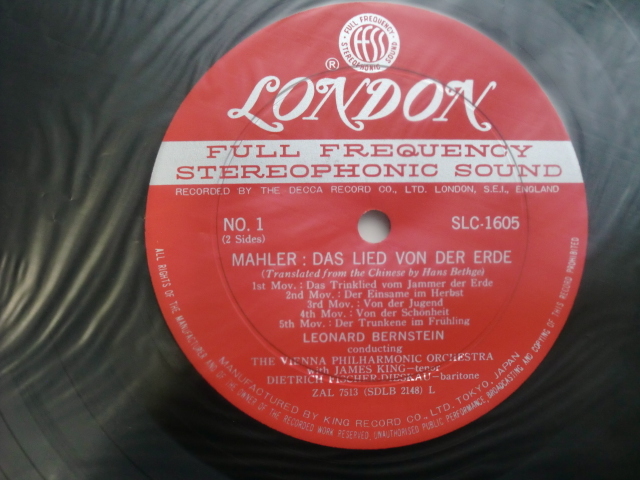 FULL FREQUENCY
FFSS
STEREOPHONIC SOUND
®
LONDON
FULL FREQUENCY
STEREOPHONIC SOUND
RECORDED BY THE DECCA RECORD CO., LTD. LONDON, S.E.I., ENGLAND
NO. 1
(2 Sides)
SLC-1605
MAHLER : DAS LIED VON DER ERDE
(Translated from the Chinese by Hans Bethge)
1st Mov. : Das Trinklied vom Jammer der Erde
2nd Mov. : Der Einsame im Herbst
3rd Mov. : Von der Jugend
4th Mov. : Von der Schönheit
5th Mov. : Der Trunkene im Frühling
LEONARD BERNSTEIN
conducting
THE VIENNA PHILHARMONIC ORCHESTRA
with JAMES KING—tenor
DIETRICH FISCHER-DIESKAU—baritone
ZAL 7513 (SDLB 2148) L
MANUFACTURED BY KING RECORD CO., LTD. TOKYO, JAPAN
ALL RIGHTS OF THE MANUFACTURER AND OF THE OWNER OF THE RECORDED WORK RESERVED, UNAUTHORISED PUBLIC PERFORMANCE, BROADCASTING AND COPYING OF THIS RECORD PROHIBITED